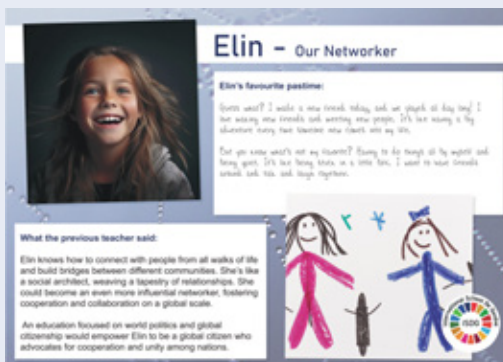 Elin – Our Networker
Elin's favourite pastime:
Guess what? I made a new friend today, and we played all day long! I
love making new friends and meeting new people. It's like having a big
adventure every time someone new comes into my life.
But you know what's not my favorite? Having to do things all by myself and
being quiet. It's like being stuck in a little box. I want to have friends
around and talk and laugh together.
What the previous teacher said:
Elin knows how to connect with people from all walks of life
and build bridges between different communities. She's like
a social architect, weaving a tapestry of relationships. She
could become an even more influential networker, fostering
cooperation and collaboration on a global scale.
An education focused on world politics and global
citizenship would empower Elin to be a global citizen who
advocates for cooperation and unity among nations.
ISDG